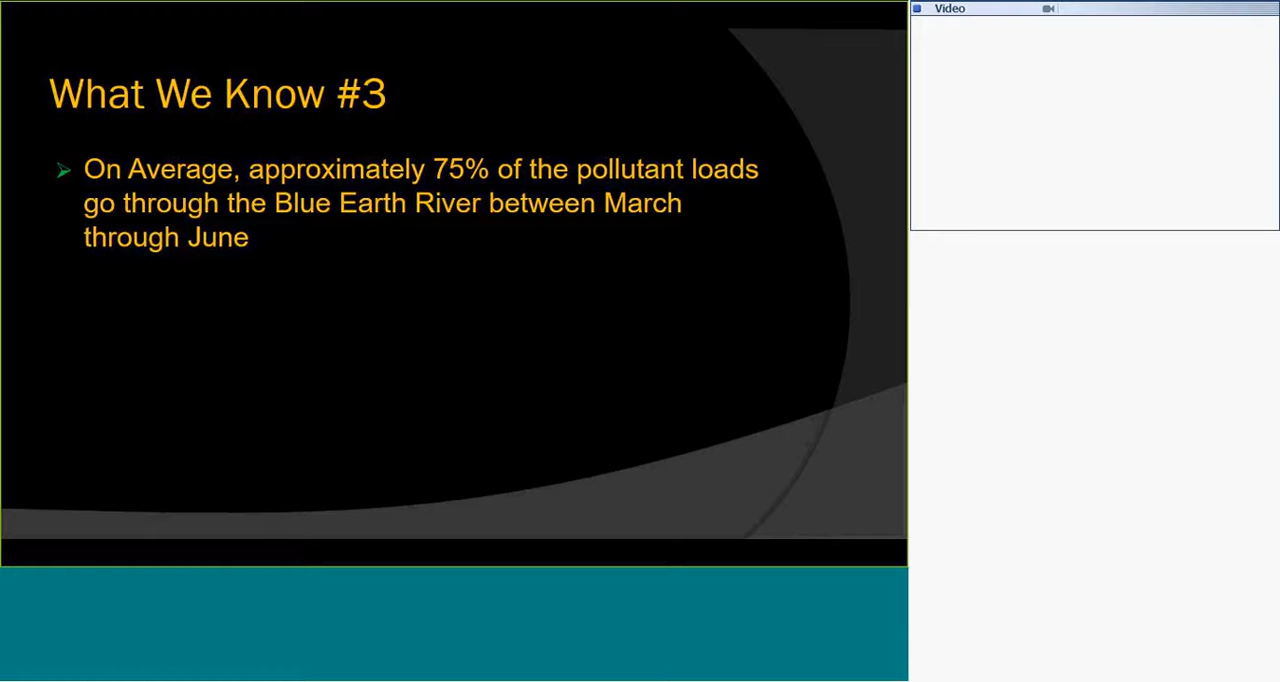 Video
What We Know #3
On Average, approximately 75% of the pollutant loads
go through the Blue Earth River between March
through June